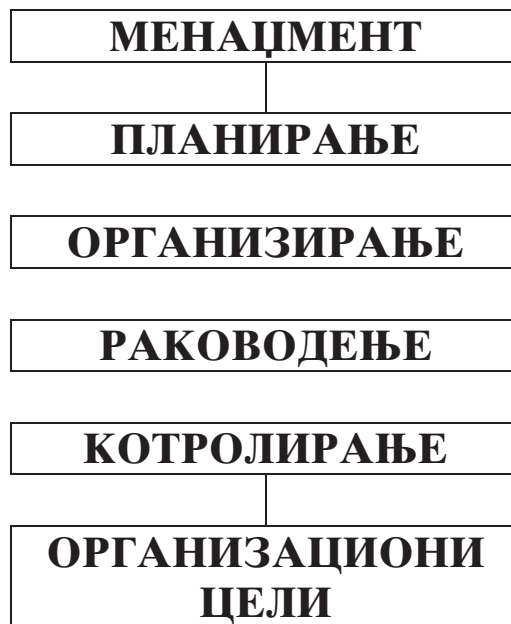 МЕНАЏМЕНТ
ПЛАНИРАЊЕ
ОРГАНИЗИРАЊЕ
РАКОВОДЕЊЕ
КОТРОЛИРАЊЕ
ОРГАНИЗАЦИОНИ
ЦЕЛИ